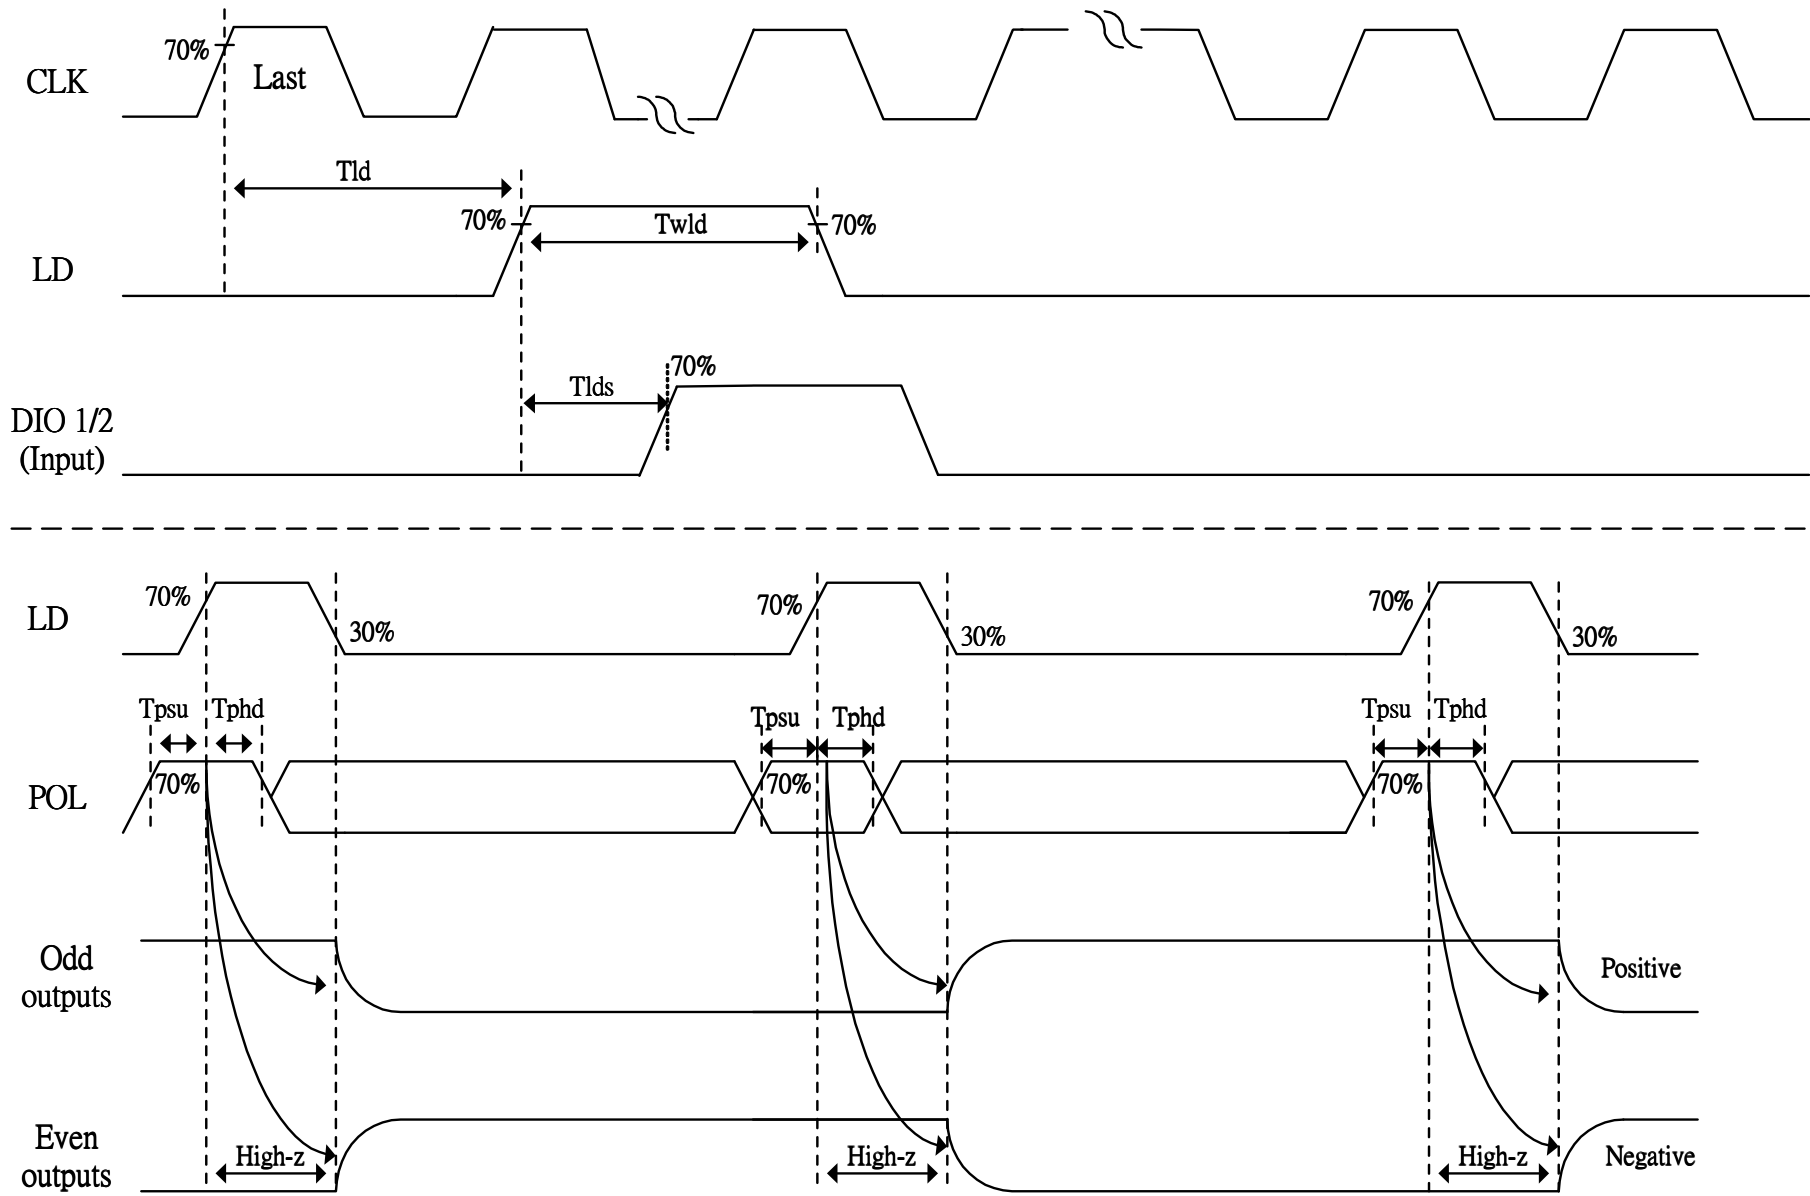 70%
CLK
Last
Tld
70%
Twld
70%
LD
70%
Tlds
DIO 1/2
(Input)
70%
30%
70%
30%
70%
30%
LD
Tpsu
Tphd
Tpsu
Tphd
Tpsu
Tphd
70%
70%
70%
POL
Odd
outputs
Positive
Even
outputs
High-z
High-z
High-z
Negative